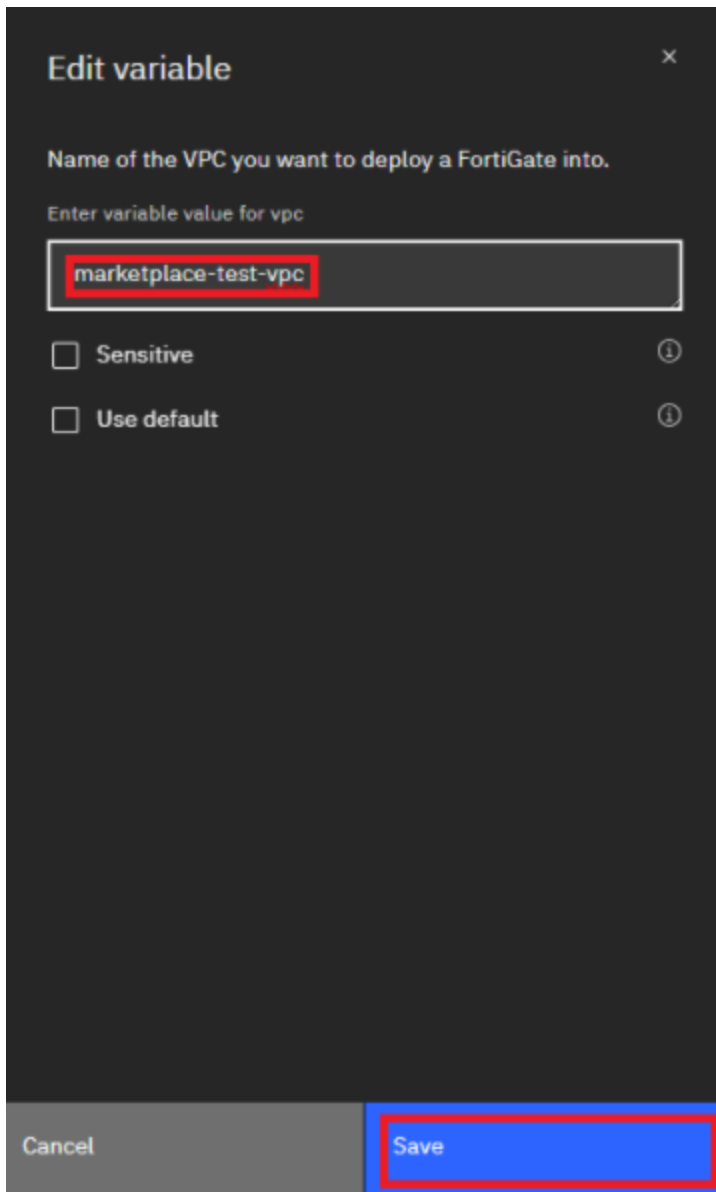 Edit variable
Name of the VPC you want to deploy a FortiGate into.
Enter variable value for vpc
marketplace-test-vpc
Sensitive
Use default
Cancel
Save